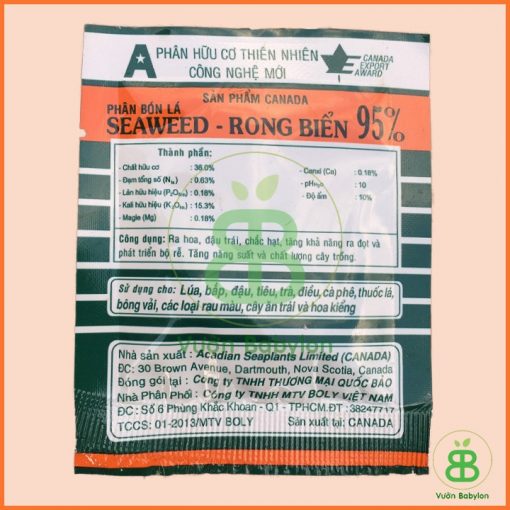 A
PHÂN HỮU CƠ THIÊN NHIÊN
CÔNG NGHỆ MỚI
CANADA
EXPORT
AWARD
SẢN PHẨM CANADA
PHÂN BÓN LÁ
SEAWEED - RONG BIỂN 95%
Thành phần:
- Chất hữu cơ : 36.0%
- Đạm tổng số (N) : 0.63%
- Lân hữu hiệu (P₂O₅) : 0.18%
- Kali hữu hiệu (K₂O) : 15.3%
- Magie (Mg) : 0.18%
- Canxi (Ca) : 0.18%
- pH : 10
- Độ ẩm : 10%
Công dụng: Ra hoa, đậu trái, chắc hạt, tăng khả năng ra đọt và
phát triển bộ rễ. Tăng năng suất và chất lượng cây trồng.
Sử dụng cho: Lúa, bắp, đậu, tiêu, trà, điều, cà phê, thuốc lá,
bông vải, các loại rau màu, cây ăn trái và hoa kiểng
Vườn Babylon
Nhà sản xuất : Acadian Seaplants Limited (CANADA)
ĐC: 30 Brown Avenue, Dartmouth, Nova Scotia, Canada
Đóng gói tại : Công ty TNHH THƯƠNG MẠI QUỐC BẢO
Nhà Phân Phối : Công ty TNHH MTV BOLY VIỆT NAM
ĐC: Số 6 Phùng Khắc Khoan - Q1 - TPHCM.ĐT : 38247717
TCCS: 01-2013/MTV BOLY Sản xuất tại: CANADA
Vườn Babylon